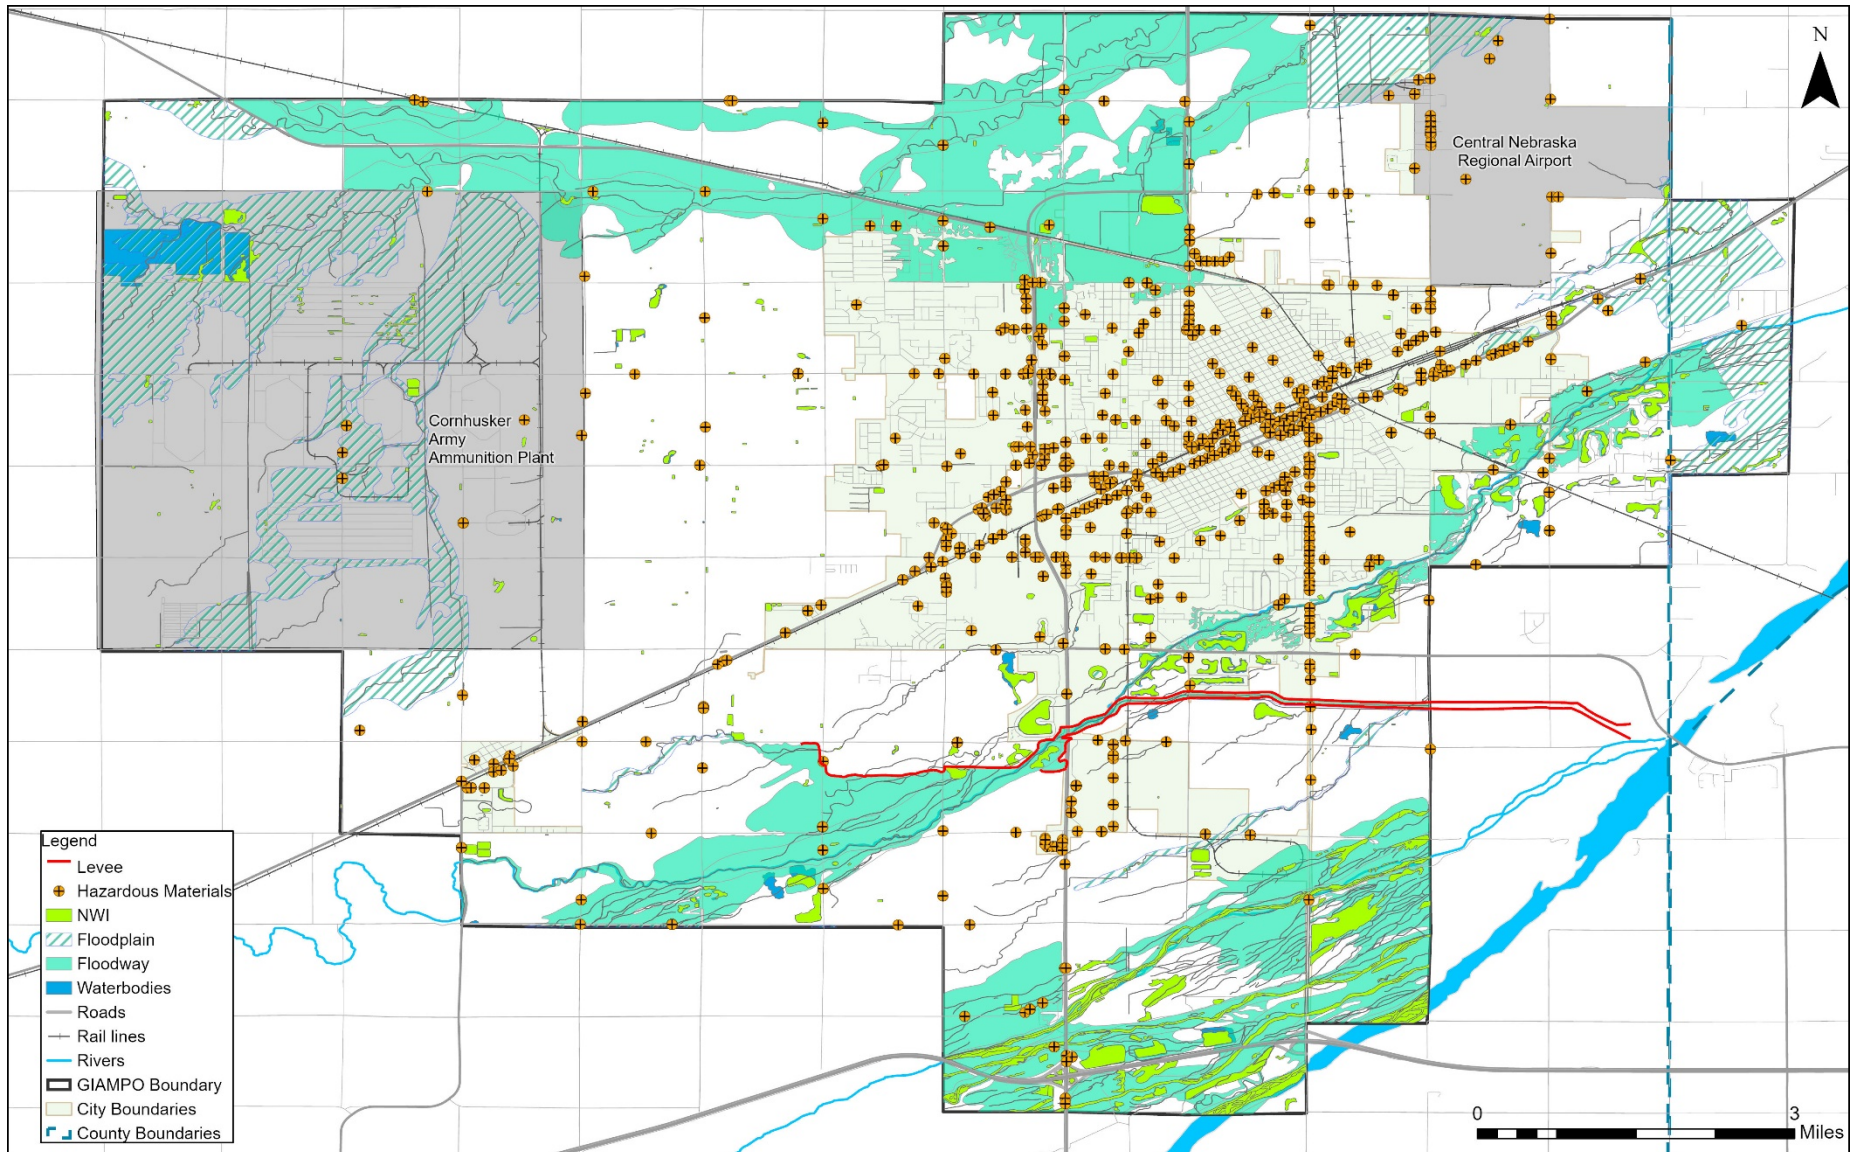 N
Central Nebraska
Regional Airport
Cornhusker
Army
Ammunition Plant
Legend
Levee
Hazardous Materials
NWI
Floodplain
Floodway
Waterbodies
Roads
Rail lines
Rivers
GIAMPO Boundary
City Boundaries
County Boundaries
0 3
Miles